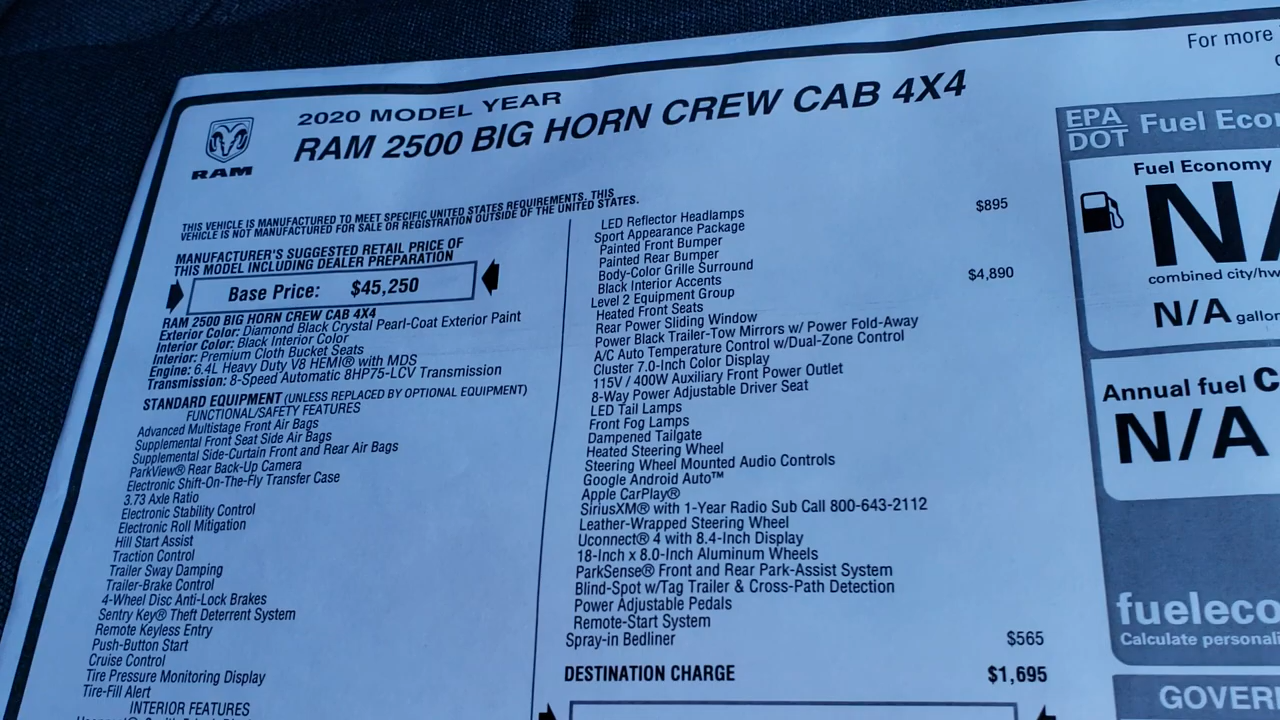 2020 MODEL YEAR
RAM 2500 BIG HORN CREW CAB 4X4
RAM
THIS VEHICLE IS MANUFACTURED TO MEET SPECIFIC UNITED STATES REQUIREMENTS. THIS
VEHICLE IS NOT MANUFACTURED FOR SALE OR REGISTRATION OUTSIDE OF THE UNITED STATES.
MANUFACTURER'S SUGGESTED RETAIL PRICE OF
THIS MODEL INCLUDING DEALER PREPARATION
Base Price: $45,250
RAM 2500 BIG HORN CREW CAB 4X4
Exterior Color: Diamond Black Crystal Pearl-Coat Exterior Paint
Interior Color: Black Interior Color
Interior: Premium Cloth Bucket Seats
Engine: 6.4L Heavy Duty V8 HEMI® with MDS
Transmission: 8-Speed Automatic 8HP75-LCV Transmission
STANDARD EQUIPMENT (UNLESS REPLACED BY OPTIONAL EQUIPMENT)
FUNCTIONAL/SAFETY FEATURES
Advanced Multistage Front Air Bags
Supplemental Front Seat Side Air Bags
Supplemental Side-Curtain Front and Rear Air Bags
ParkView® Rear Back-Up Camera
Electronic Shift-On-The-Fly Transfer Case
3.73 Axle Ratio
Electronic Stability Control
Electronic Roll Mitigation
Hill Start Assist
Traction Control
Trailer Sway Damping
Trailer-Brake Control
4-Wheel Disc Anti-Lock Brakes
Sentry Key® Theft Deterrent System
Remote Keyless Entry
Push-Button Start
Cruise Control
Tire Pressure Monitoring Display
Tire-Fill Alert
INTERIOR FEATURES
LED Reflector Headlamps
Sport Appearance Package $895
Painted Front Bumper
Painted Rear Bumper
Body-Color Grille Surround
Black Interior Accents
Level 2 Equipment Group $4,890
Heated Front Seats
Rear Power Sliding Window
Power Black Trailer-Tow Mirrors w/ Power Fold-Away
A/C Auto Temperature Control w/Dual-Zone Control
Cluster 7.0-Inch Color Display
115V / 400W Auxiliary Front Power Outlet
8-Way Power Adjustable Driver Seat
LED Tail Lamps
Front Fog Lamps
Dampened Tailgate
Heated Steering Wheel
Steering Wheel Mounted Audio Controls
Google Android Auto™
Apple CarPlay®
SiriusXM® with 1-Year Radio Sub Call 800-643-2112
Leather-Wrapped Steering Wheel
Uconnect® 4 with 8.4-Inch Display
18-Inch x 8.0-Inch Aluminum Wheels
ParkSense® Front and Rear Park-Assist System
Blind-Spot w/Tag Trailer & Cross-Path Detection
Power Adjustable Pedals
Remote-Start System
Spray-in Bedliner $565
DESTINATION CHARGE $1,695
For more
EPA
DOT
Fuel Econ
Fuel Economy
N/A
combined city/hw
N/A gallon
Annual fuel C
N/A
fueleco
Calculate personali
GOVERN